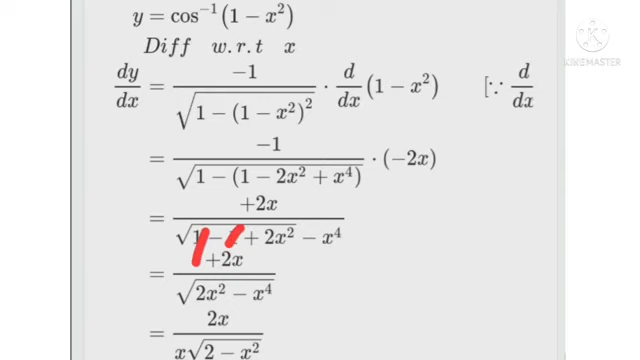 y = cos⁻¹(1 − x²)
Diff w.r.t x
dy/dx = −1/√(1 − (1 − x²)²) · d/dx (1 − x²) [∵ d/dx
= −1/√(1 − (1 − 2x² + x⁴)) · (−2x)
= +2x/√(1 − 1 + 2x²) − x⁴
= +2x/√(2x² − x⁴)
= 2x/x√(2 − x²)
KINEMASTER